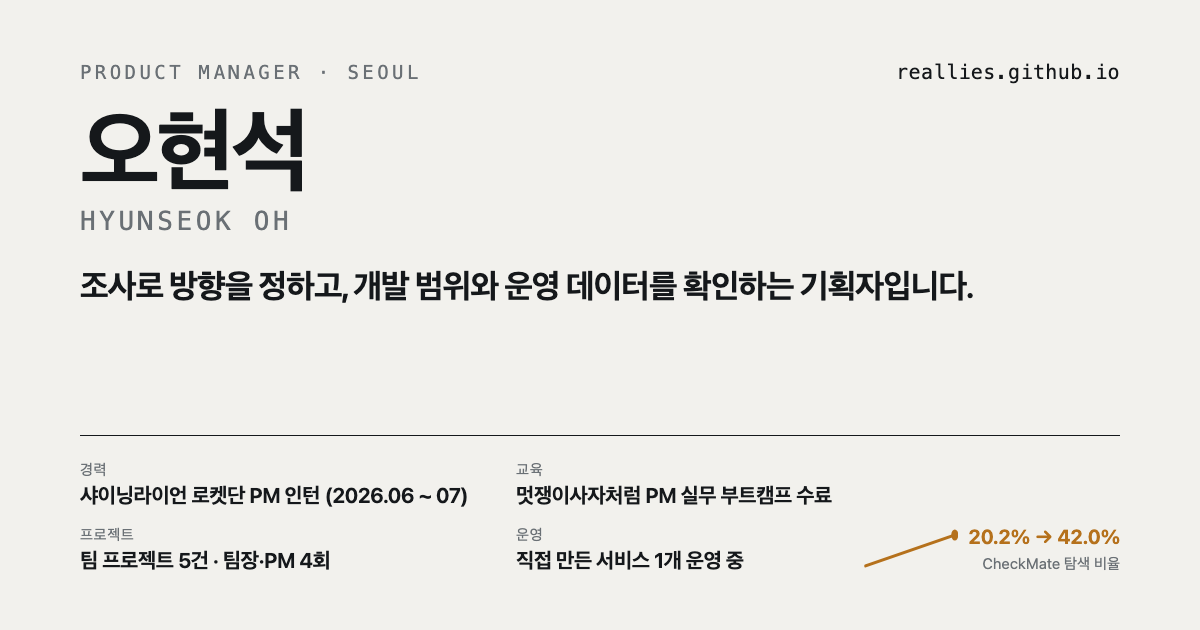 PRODUCT MANAGER · SEOUL
reallies.github.io
오현석
HYUNSEOK OH
조사로 방향을 정하고, 개발 범위와 운영 데이터를 확인하는 기획자입니다.
경력
샤이닝라이언 로켓단 PM 인턴 (2026.06 ~ 07)
교육
멋쟁이사자처럼 PM 실무 부트캠프 수료
프로젝트
팀 프로젝트 5건 · 팀장·PM 4회
운영
직접 만든 서비스 1개 운영 중
20.2% → 42.0%
CheckMate 탐색 비율